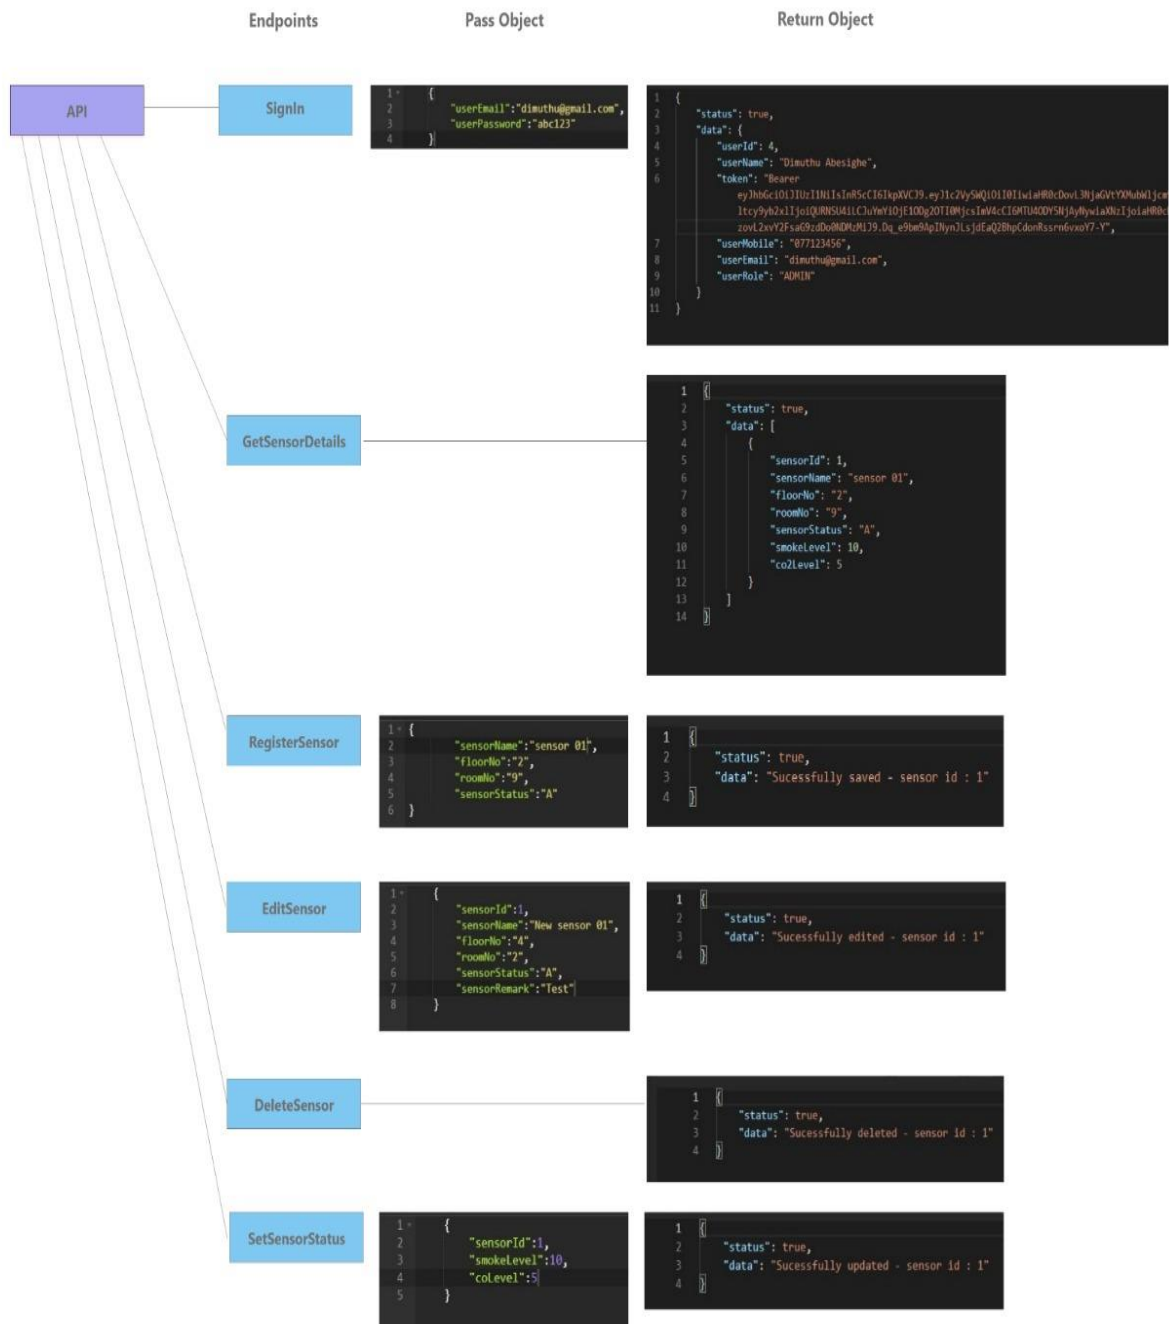 Endpoints
Pass Object
Return Object
API
SignIn
1 {
2 "userEmail":"dimuthu@gmail.com",
3 "userPassword":"abc123"
4 }
1 {
2 "status": true,
3 "data": {
4 "userId": 4,
5 "userName": "Dimuthu Abesighe",
6 "token": "Bearer
7 "userMobile": "077123456",
8 "userEmail": "dimuthu@gmail.com",
9 "userRole": "ADMIN"
10 }
11 }
GetSensorDetails
1 {
2 "status": true,
3 "data": [
4 {
5 "sensorId": 1,
6 "sensorName": "sensor 01",
7 "floorNo": "2",
8 "roomNo": "9",
9 "sensorStatus": "A",
10 "smokeLevel": 10,
11 "co2Level": 5
12 }
13 ]
14 }
RegisterSensor
1 {
2 "sensorName":"sensor 01",
3 "floorNo":"2",
4 "roomNo":"9",
5 "sensorStatus":"A"
6 }
1 {
2 "status": true,
3 "data": "Sucessfully saved - sensor id : 1"
4 }
EditSensor
1 {
2 "sensorId":1,
3 "sensorName":"New sensor 01",
4 "floorNo":"4",
5 "roomNo":"2",
6 "sensorStatus":"A",
7 "sensorRemark":"Test"
8 }
1 {
2 "status": true,
3 "data": "Sucessfully edited - sensor id : 1"
4 }
DeleteSensor
1 {
2 "status": true,
3 "data": "Sucessfully deleted - sensor id : 1"
4 }
SetSensorStatus
1 {
2 "sensorId":1,
3 "smokeLevel":10,
4 "coLevel":5
5 }
1 {
2 "status": true,
3 "data": "Sucessfully updated - sensor id : 1"
4 }